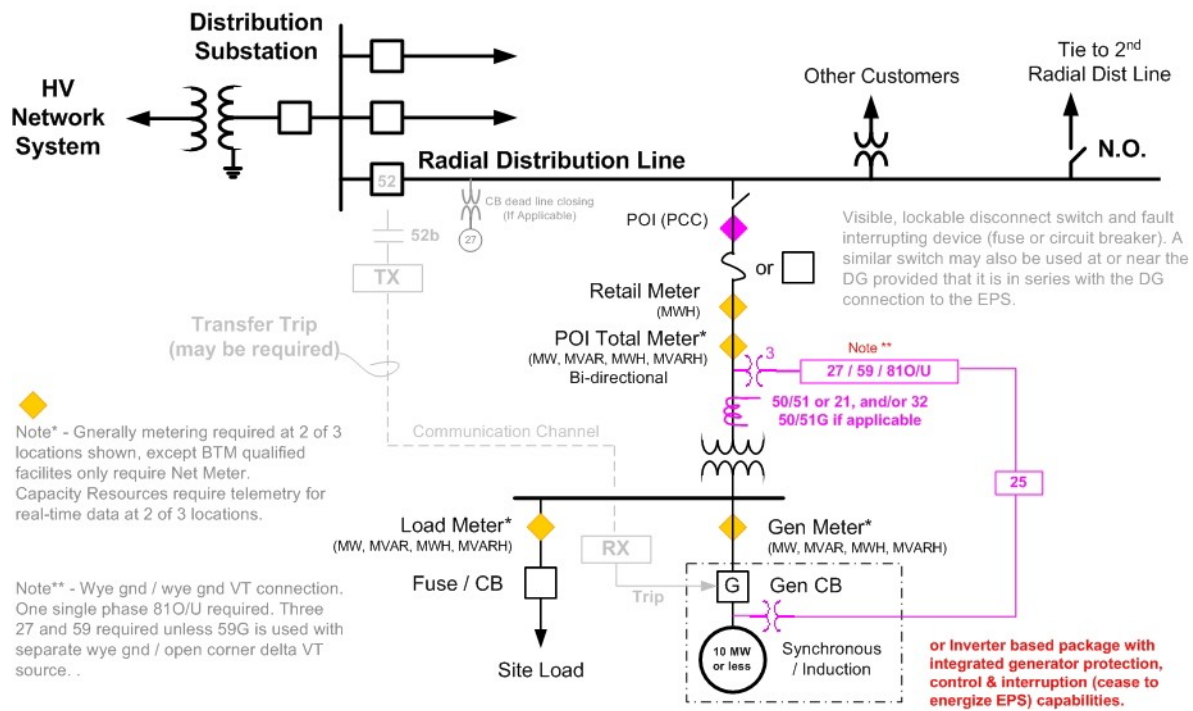 Distribution
Substation
HV
Network
System
Other Customers
Tie to 2nd
Radial Dist Line
N.O.
Radial Distribution Line
52
CB dead line closing
(If Applicable)
27
52b
TX
POI (PCC)
or
Visible, lockable disconnect switch and fault
interrupting device (fuse or circuit breaker). A
similar switch may also be used at or near the
DG provided that it is in series with the DG
connection to the EPS.
Retail Meter
(MWH)
Transfer Trip
(may be required)
POI Total Meter*
(MW, MVAR, MWH, MVARH)
Bi-directional
3
Note **
27 / 59 / 81O/U
50/51 or 21, and/or 32
50/51G if applicable
Note* - Gnerally metering required at 2 of 3
locations shown, except BTM qualified
facilites only require Net Meter.
Capacity Resources require telemetry for
real-time data at 2 of 3 locations.
Communication Channel
25
Load Meter*
(MW, MVAR, MWH, MVARH)
RX
Gen Meter*
(MW, MVAR, MWH, MVARH)
Fuse / CB
Trip
G
Gen CB
Note** - Wye gnd / wye gnd VT connection.
One single phase 81O/U required. Three
27 and 59 required unless 59G is used with
separate wye gnd / open corner delta VT
source. .
Site Load
10 MW
or less
Synchronous
/ Induction
or Inverter based package with
integrated generator protection,
control & interruption (cease to
energize EPS) capabilities.